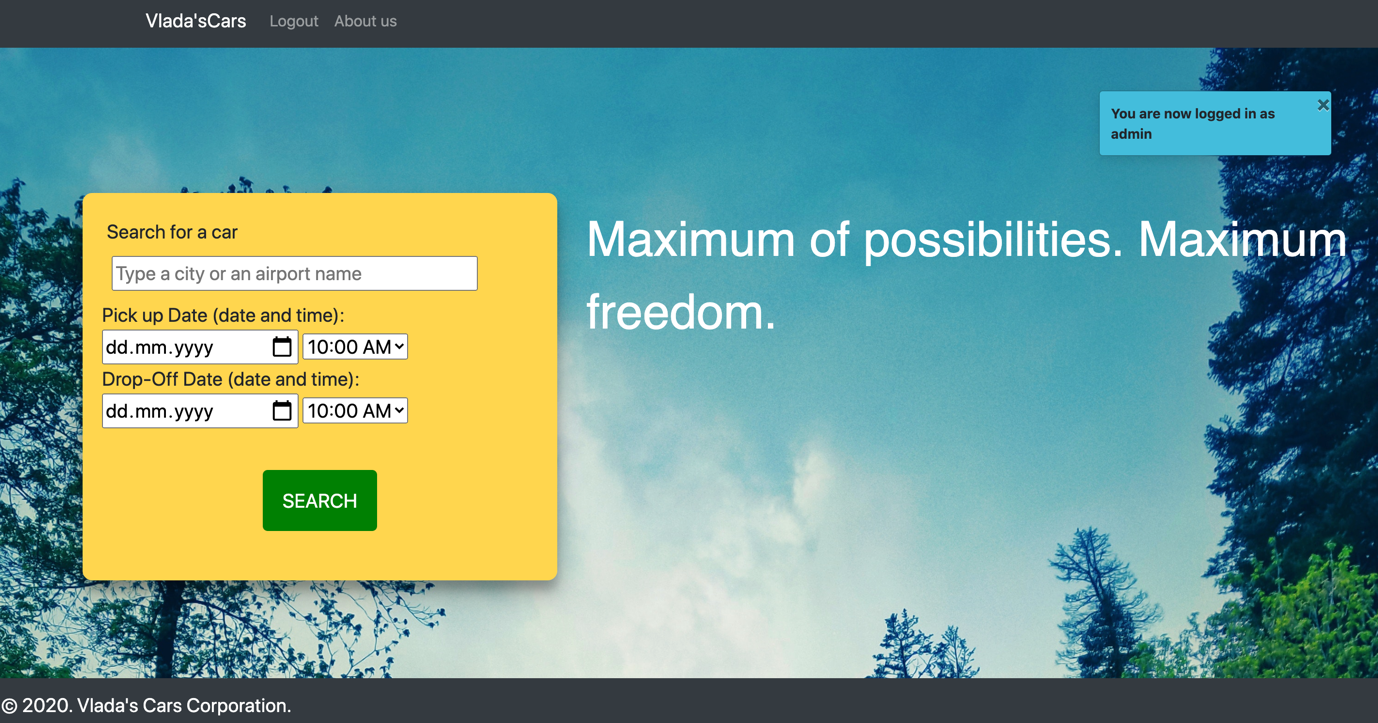 Vlada'sCars Logout About us
You are now logged in as
admin
Search for a car
Type a city or an airport name
Pick up Date (date and time):
dd.mm.yyyy 10:00 AM
Drop-Off Date (date and time):
dd.mm.yyyy 10:00 AM
SEARCH
Maximum of possibilities. Maximum
freedom.
© 2020. Vlada's Cars Corporation.